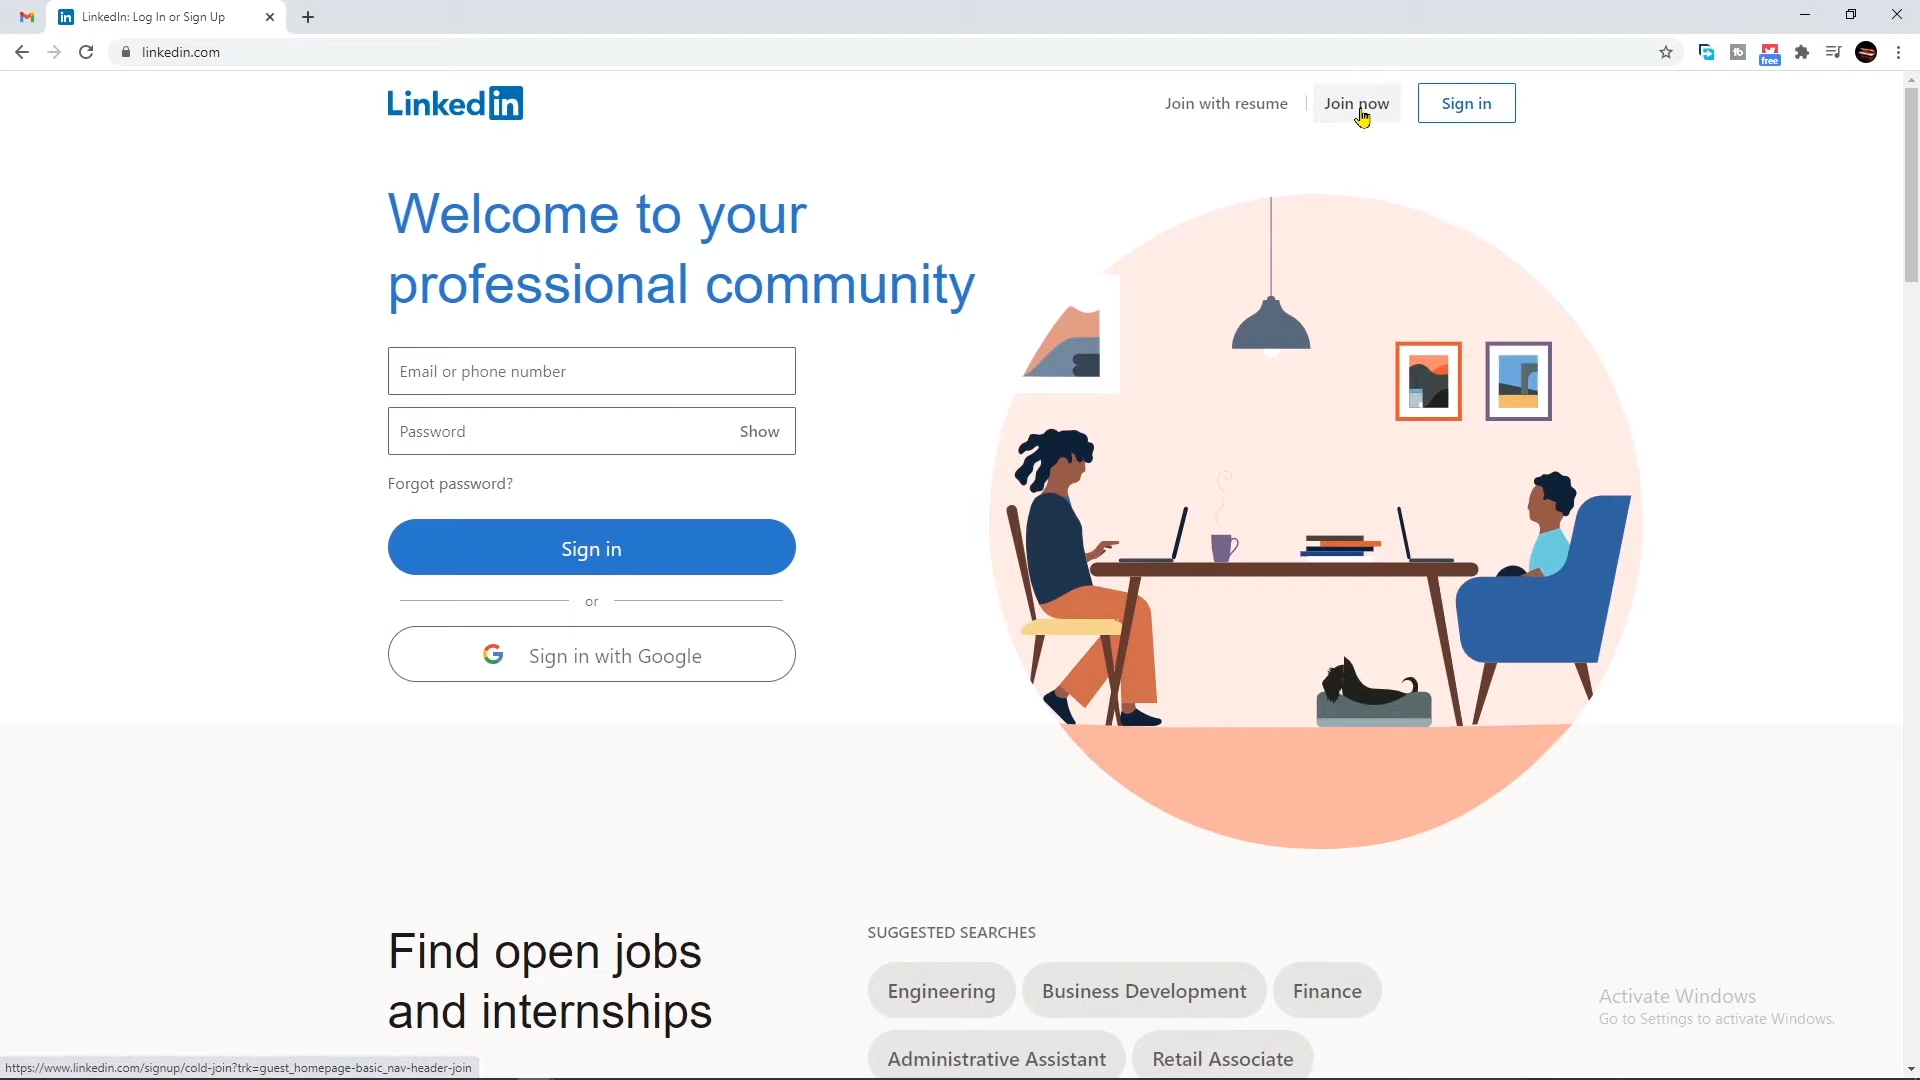 LinkedIn: Log In or Sign Up
linkedin.com
free
Linked in
Join with resume
Join now
Sign in
Welcome to your
professional community
Email or phone number
Password
Show
Forgot password?
Sign in
or
Sign in with Google
Find open jobs
and internships
SUGGESTED SEARCHES
Engineering
Business Development
Finance
Administrative Assistant
Retail Associate
Activate Windows
Go to Settings to activate Windows.
https://www.linkedin.com/signup/cold-join?trk=guest_homepage-basic_nav-header-join